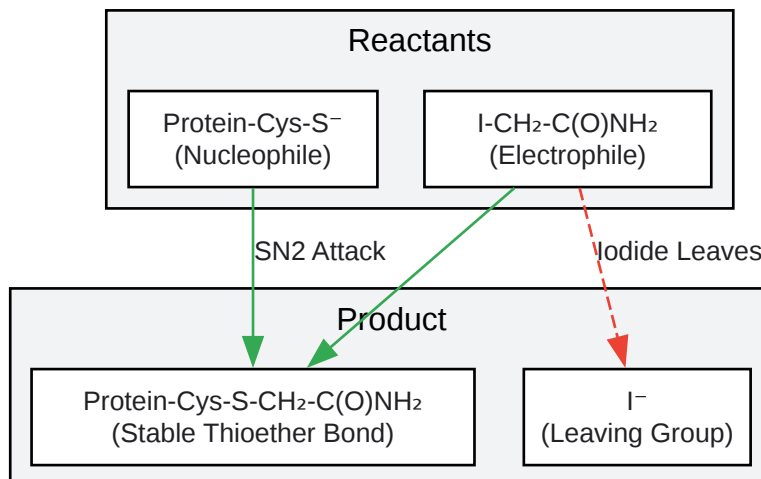 Reactants
Protein-Cys-S⁻
(Nucleophile)
I-CH₂-C(O)NH₂
(Electrophile)
SN2 Attack
Iodide Leaves
Product
Protein-Cys-S-CH₂-C(O)NH₂
(Stable Thioether Bond)
I⁻
(Leaving Group)